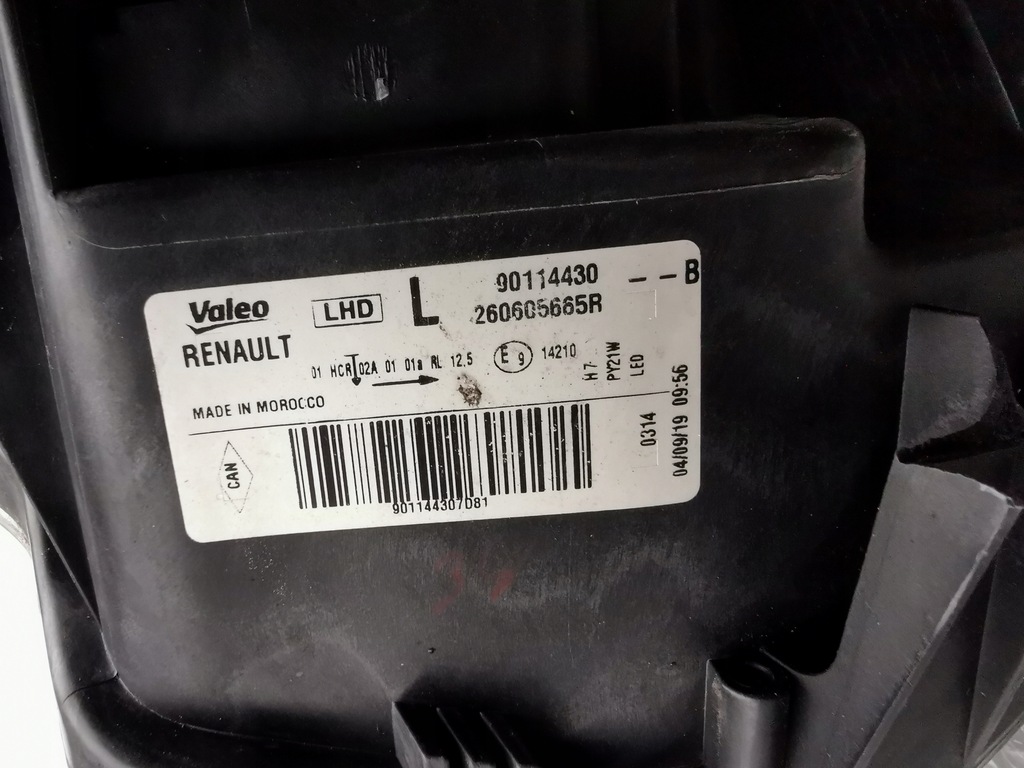 Valeo LHD L 90114430 - - B
RENAULT 260605665R
01 HCR 02A 01 01a RL 12.5 E 9 14210
H7
PY21W
LED
MADE IN MOROCCO
CAN
901144307081
0314
04/09/19 09:56